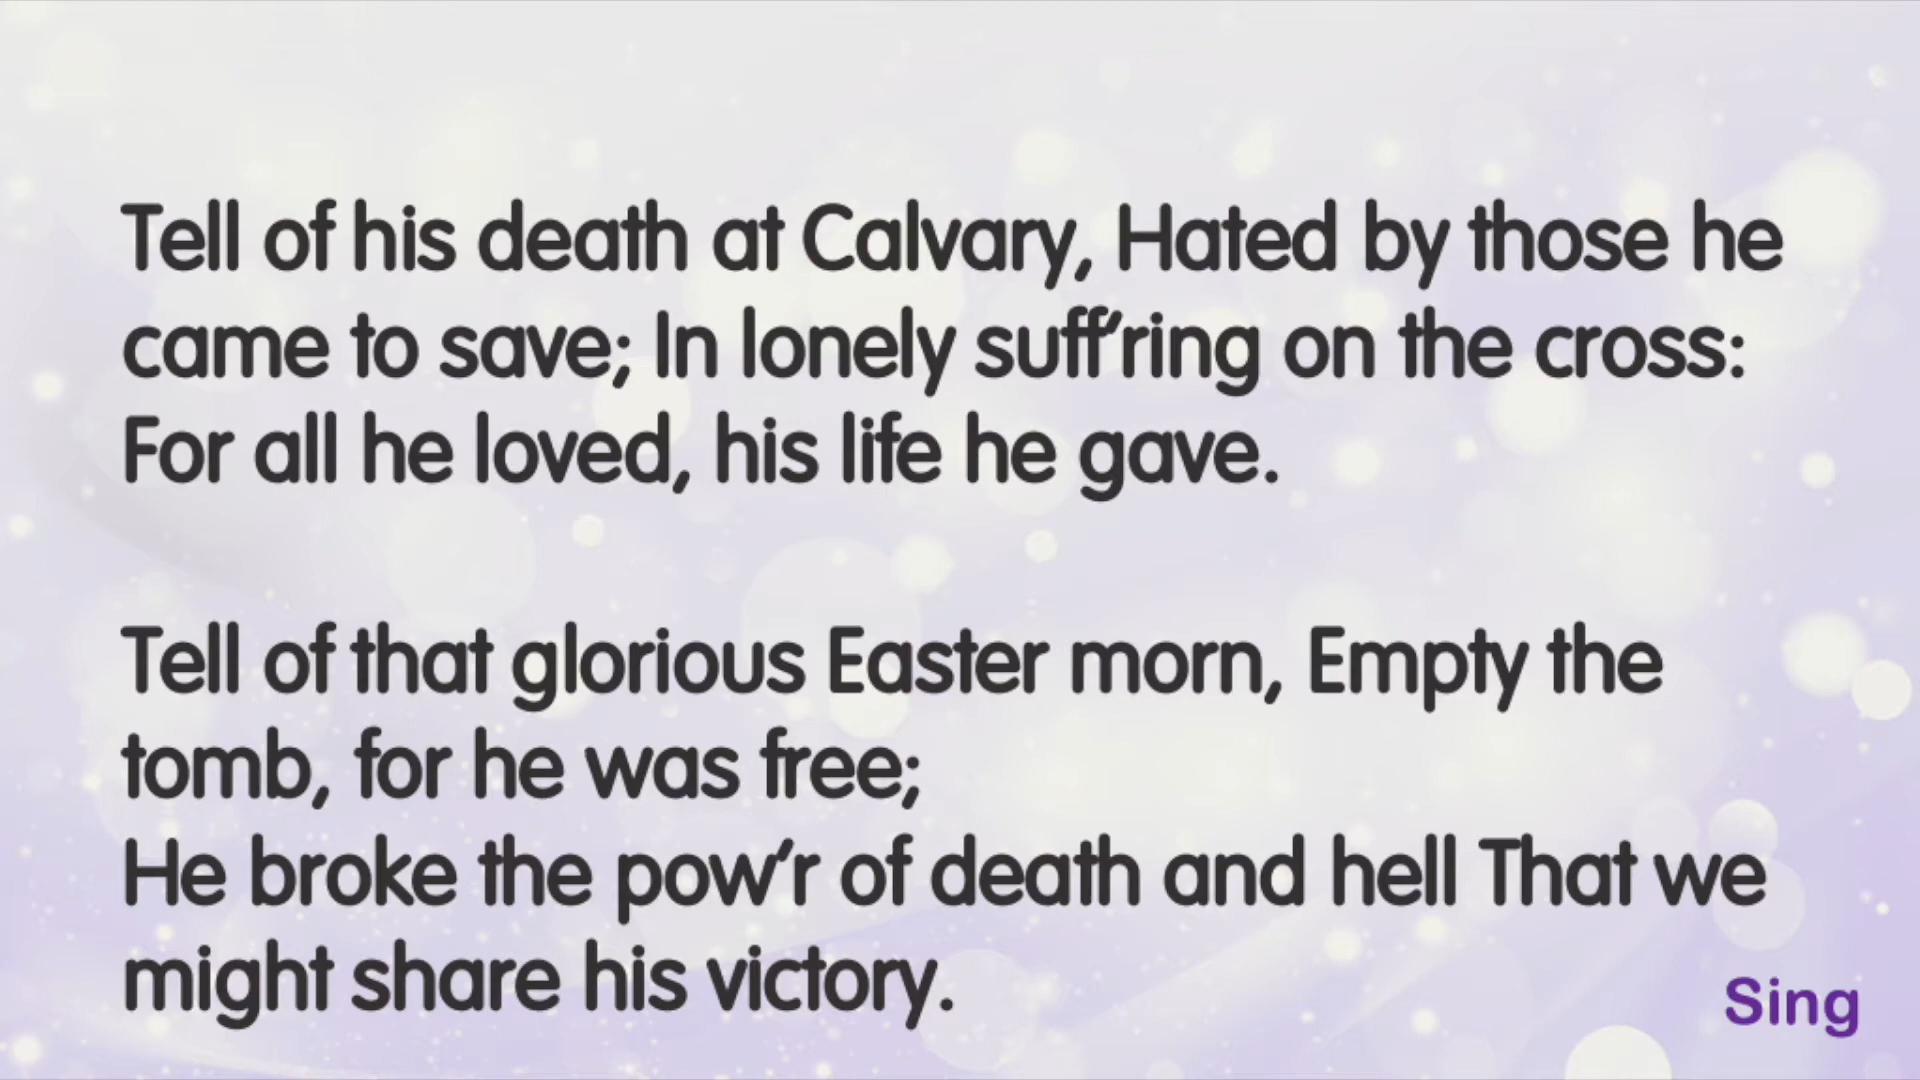 Tell of his death at Calvary, Hated by those he
came to save; In lonely suff'ring on the cross:
For all he loved, his life he gave.
Tell of that glorious Easter morn, Empty the
tomb, for he was free;
He broke the pow'r of death and hell That we
might share his victory.
Sing